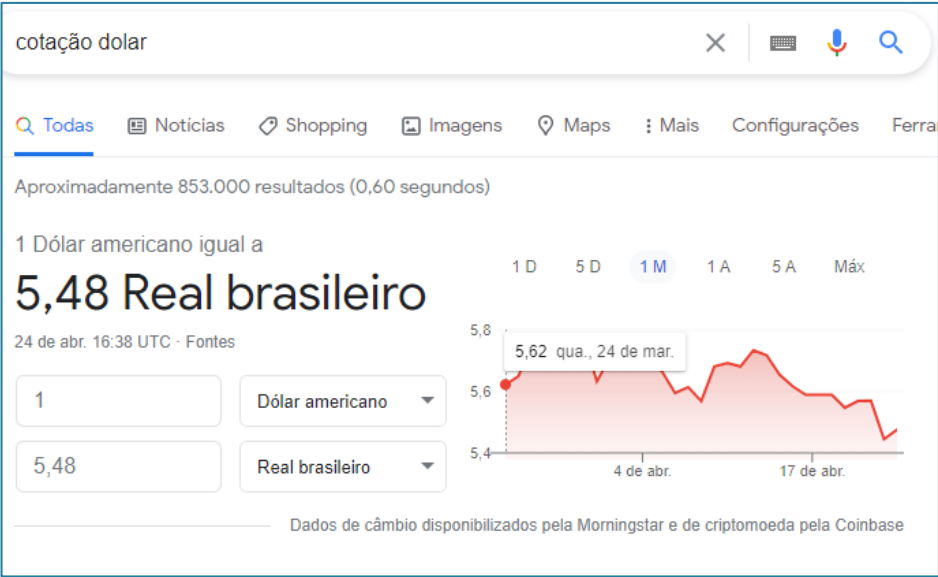 cotação dolar
Todas Notícias Shopping Imagens Maps Mais Configurações Ferra
Aproximadamente 853.000 resultados (0,60 segundos)
1 Dólar americano igual a
5,48 Real brasileiro
24 de abr. 16:38 UTC · Fontes
1 Dólar americano
5,48 Real brasileiro
1 D 5 D 1 M 1 A 5 A Máx
5,8
5,62 qua., 24 de mar.
5,6
5,4
4 de abr. 17 de abr.
Dados de câmbio disponibilizados pela Morningstar e de criptomoeda pela Coinbase